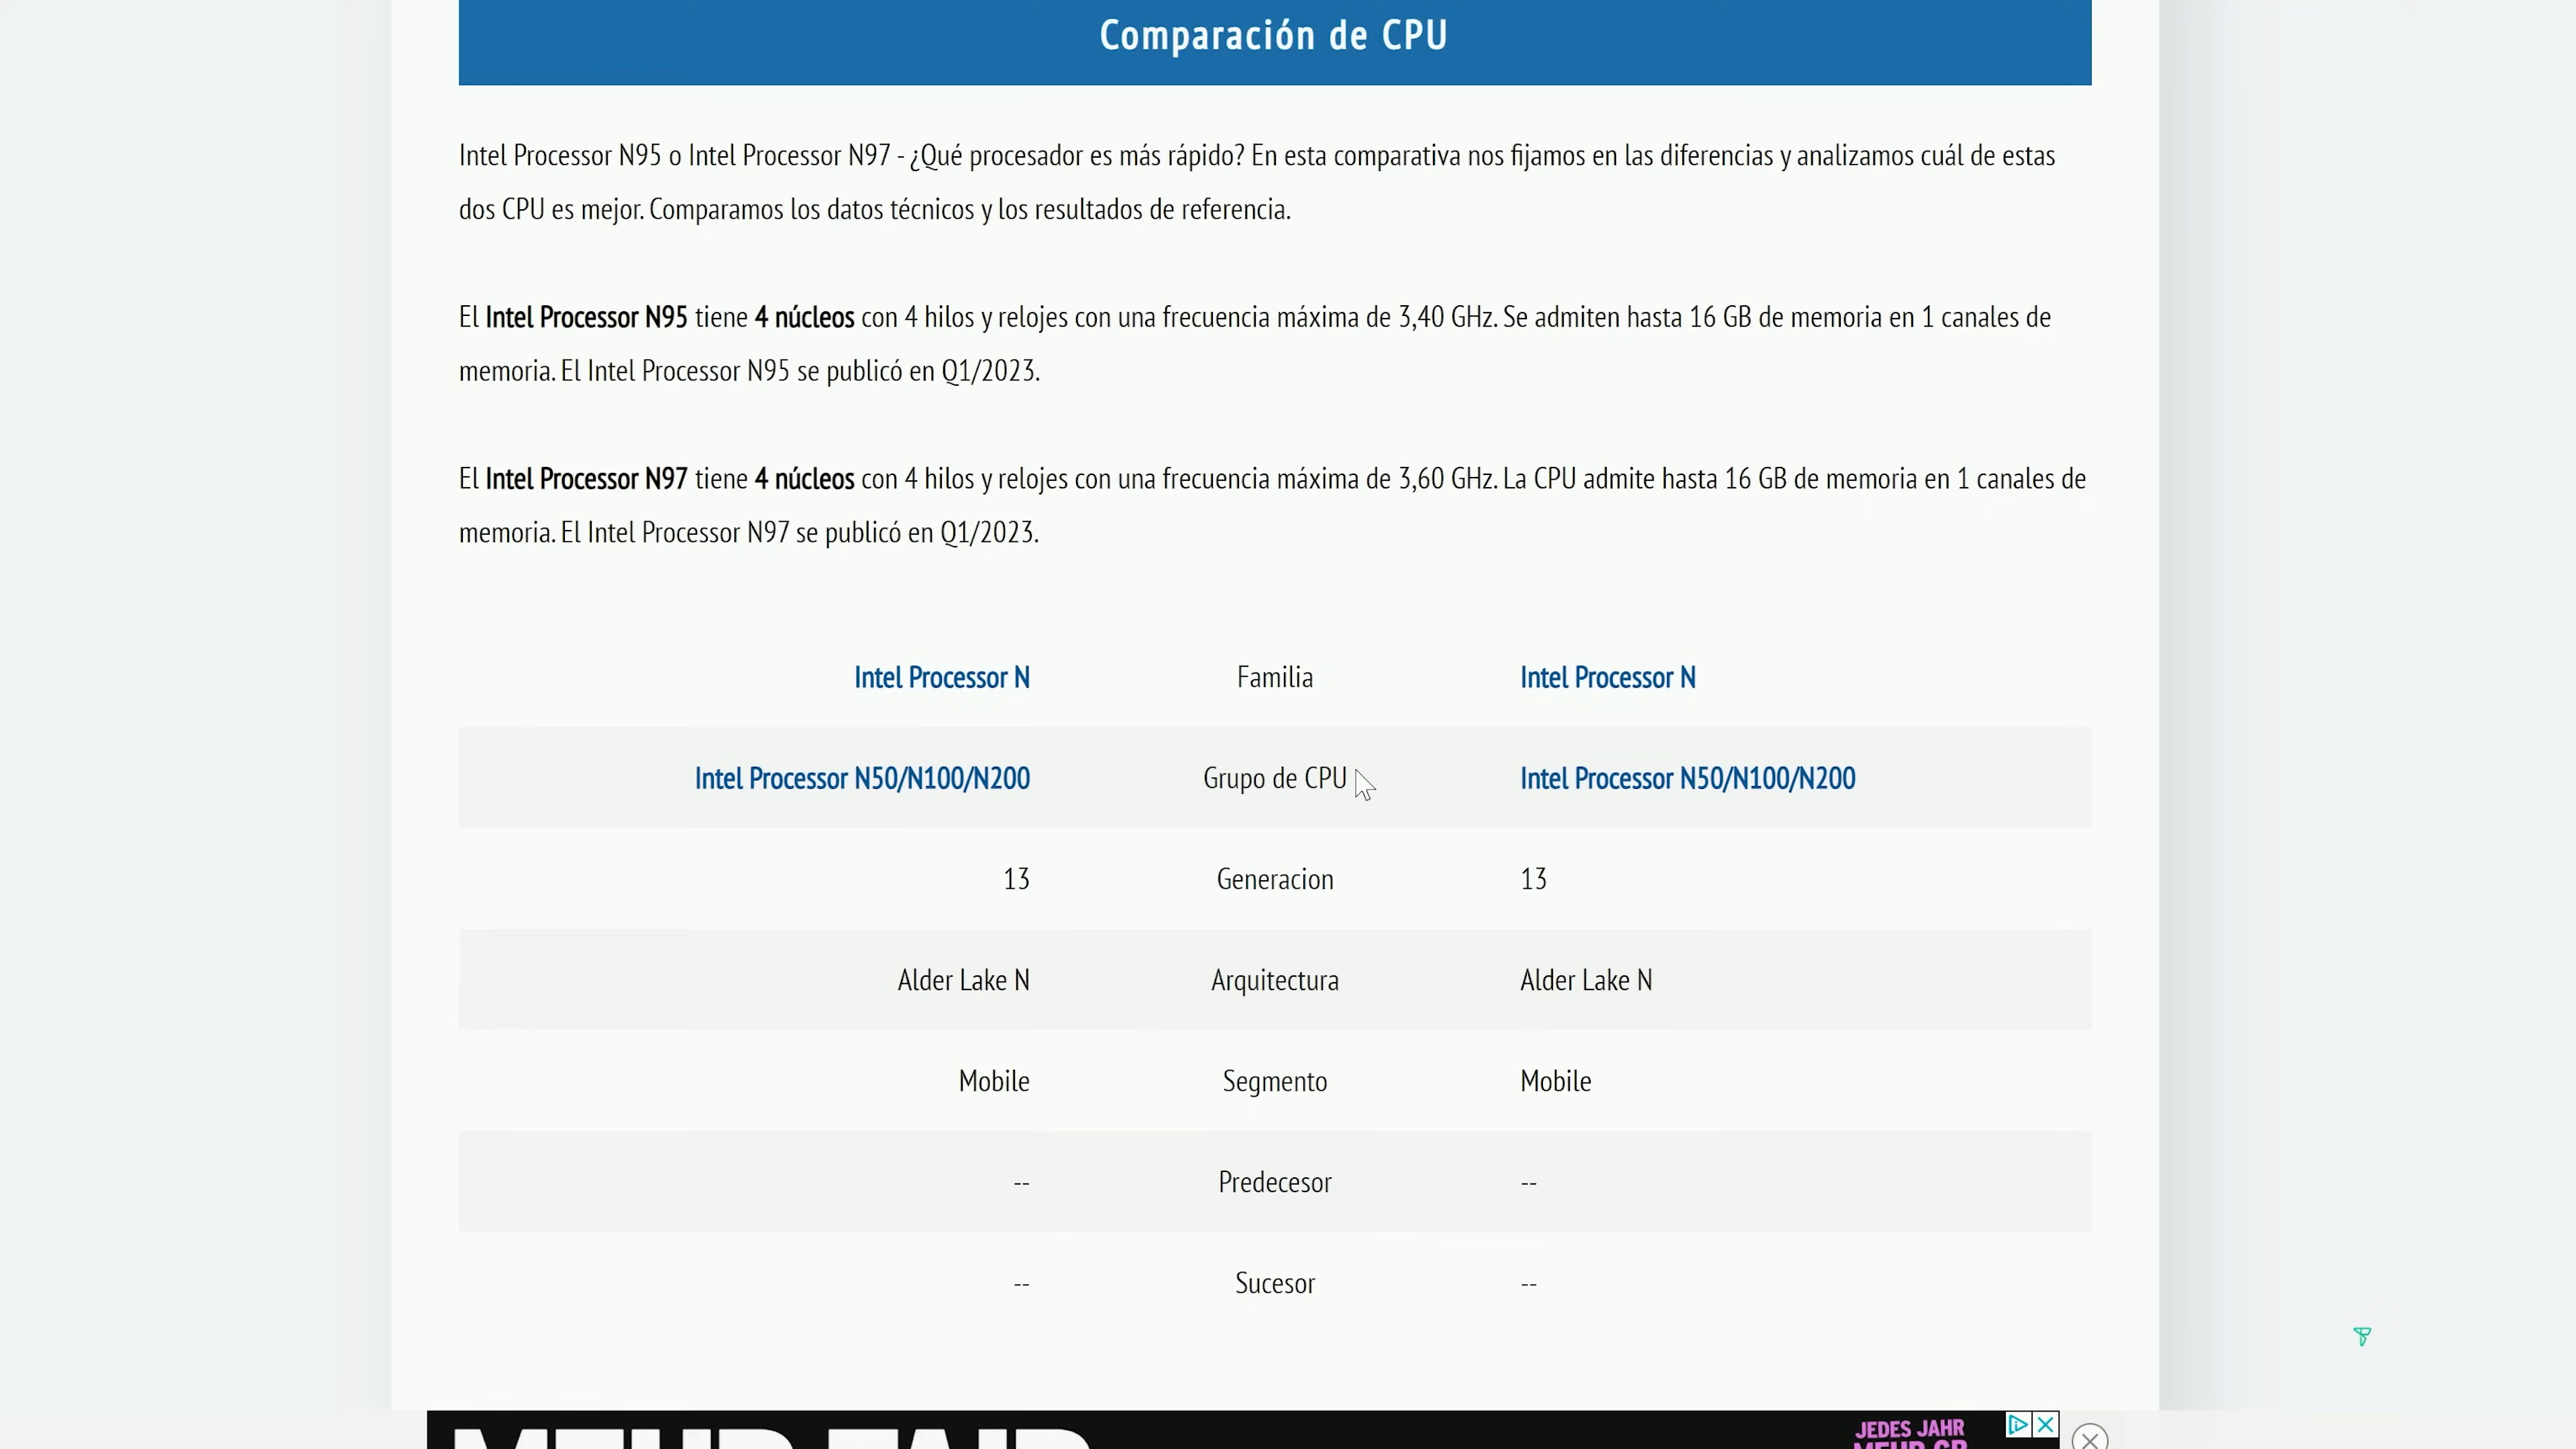 Comparación de CPU
Intel Processor N95 o Intel Processor N97 - ¿Qué procesador es más rápido? En esta comparativa nos fijamos en las diferencias y analizamos cuál de estas
dos CPU es mejor. Comparamos los datos técnicos y los resultados de referencia.
El Intel Processor N95 tiene 4 núcleos con 4 hilos y relojes con una frecuencia máxima de 3,40 GHz. Se admiten hasta 16 GB de memoria en 1 canales de
memoria. El Intel Processor N95 se publicó en Q1/2023.
El Intel Processor N97 tiene 4 núcleos con 4 hilos y relojes con una frecuencia máxima de 3,60 GHz. La CPU admite hasta 16 GB de memoria en 1 canales de
memoria. El Intel Processor N97 se publicó en Q1/2023.
Intel Processor N Familia Intel Processor N
Intel Processor N50/N100/N200 Grupo de CPU Intel Processor N50/N100/N200
13 Generacion 13
Alder Lake N Arquitectura Alder Lake N
Mobile Segmento Mobile
-- Predecesor --
-- Sucesor --
JEDES JAHR
MEHR FAIR
MEHR GB